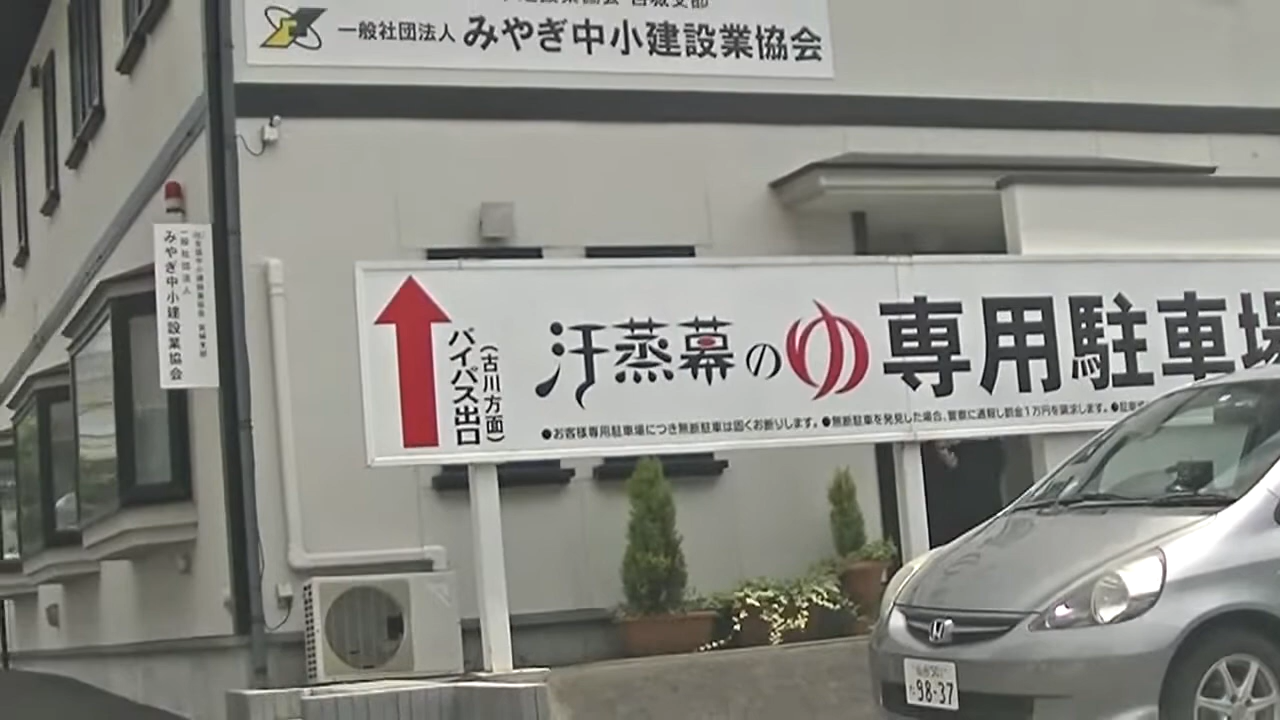 一般社団法人 みやぎ中小建設業協会
一般社団法人
みやぎ中小建設業協会
バイパス出口
(古川方面)
汗蒸幕のゆ 専用駐車場
●お客様専用駐車場につき無断駐車は固くお断りします。●無断駐車を発見した場合、警察に通報し罰金1万円を請求します。
98-37